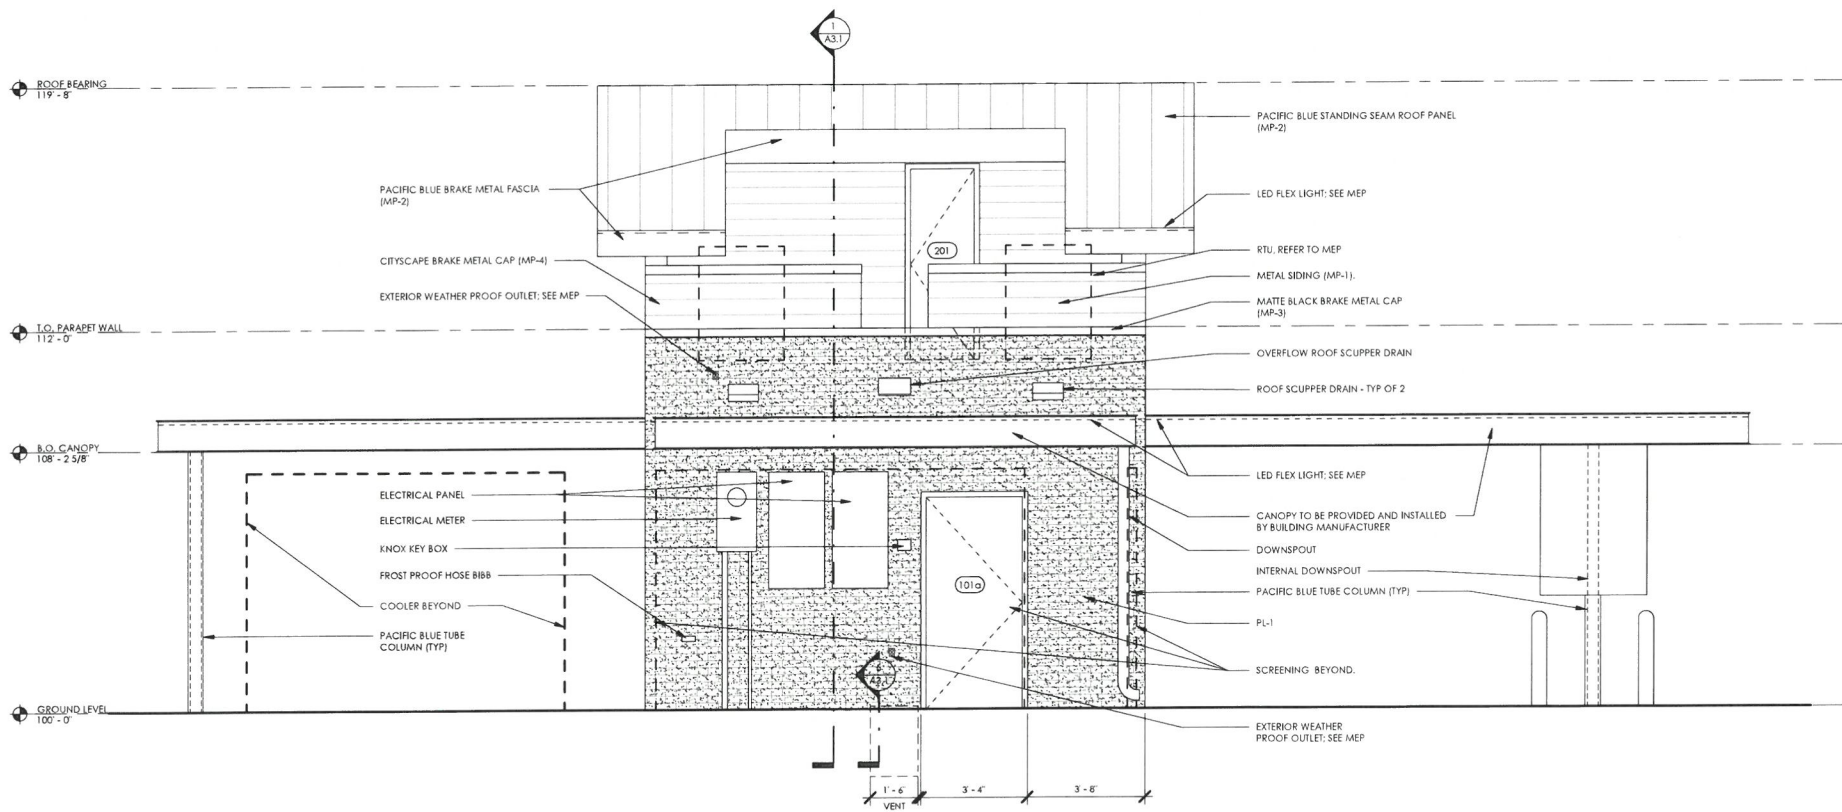 1
A3.1
ROOF BEARING
119' - 8"
PACIFIC BLUE STANDING SEAM ROOF PANEL
(MP-2)
PACIFIC BLUE BRAKE METAL FASCIA
(MP-2)
LED FLEX LIGHT; SEE MEP
201
RTU, REFER TO MEP
CITYSCAPE BRAKE METAL CAP (MP-4)
METAL SIDING (MP-1).
EXTERIOR WEATHER PROOF OUTLET; SEE MEP
MATTE BLACK BRAKE METAL CAP
(MP-3)
T.O. PARAPET WALL
112' - 0"
OVERFLOW ROOF SCUPPER DRAIN
ROOF SCUPPER DRAIN - TYP OF 2
B.O. CANOPY
108' - 2 5/8"
LED FLEX LIGHT; SEE MEP
ELECTRICAL PANEL
ELECTRICAL METER
CANOPY TO BE PROVIDED AND INSTALLED
BY BUILDING MANUFACTURER
KNOX KEY BOX
DOWNSPOUT
FROST PROOF HOSE BIBB
INTERNAL DOWNSPOUT
101a
COOLER BEYOND
PACIFIC BLUE TUBE COLUMN (TYP)
PACIFIC BLUE TUBE
COLUMN (TYP)
PL-1
SCREENING BEYOND.
A3.1
GROUND LEVEL
100' - 0"
EXTERIOR WEATHER
PROOF OUTLET; SEE MEP
1' - 6"
VENT
3' - 4"
3' - 8"